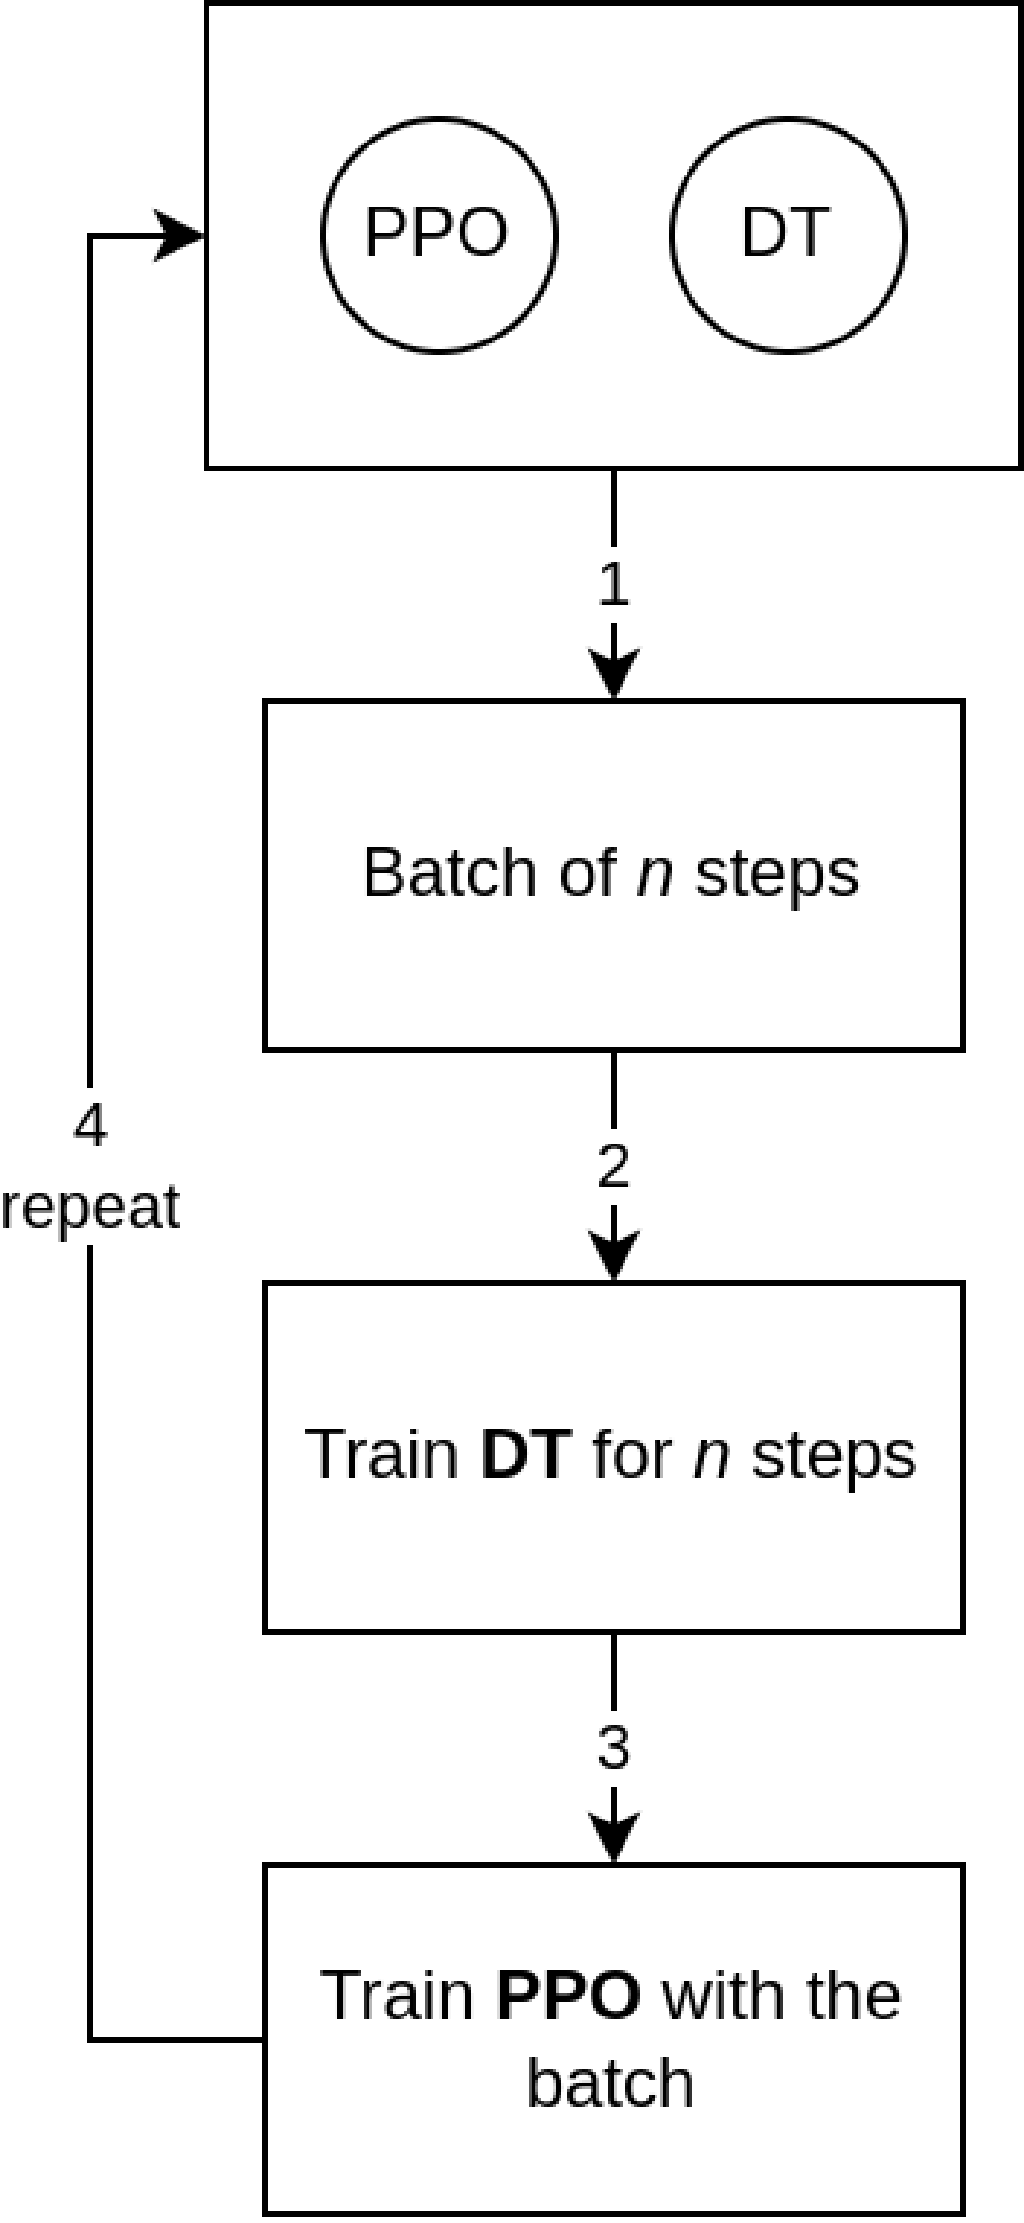 PPO
DT
1
Batch of n steps
2
4
repeat
Train DT for n steps
3
Train PPO with the
batch